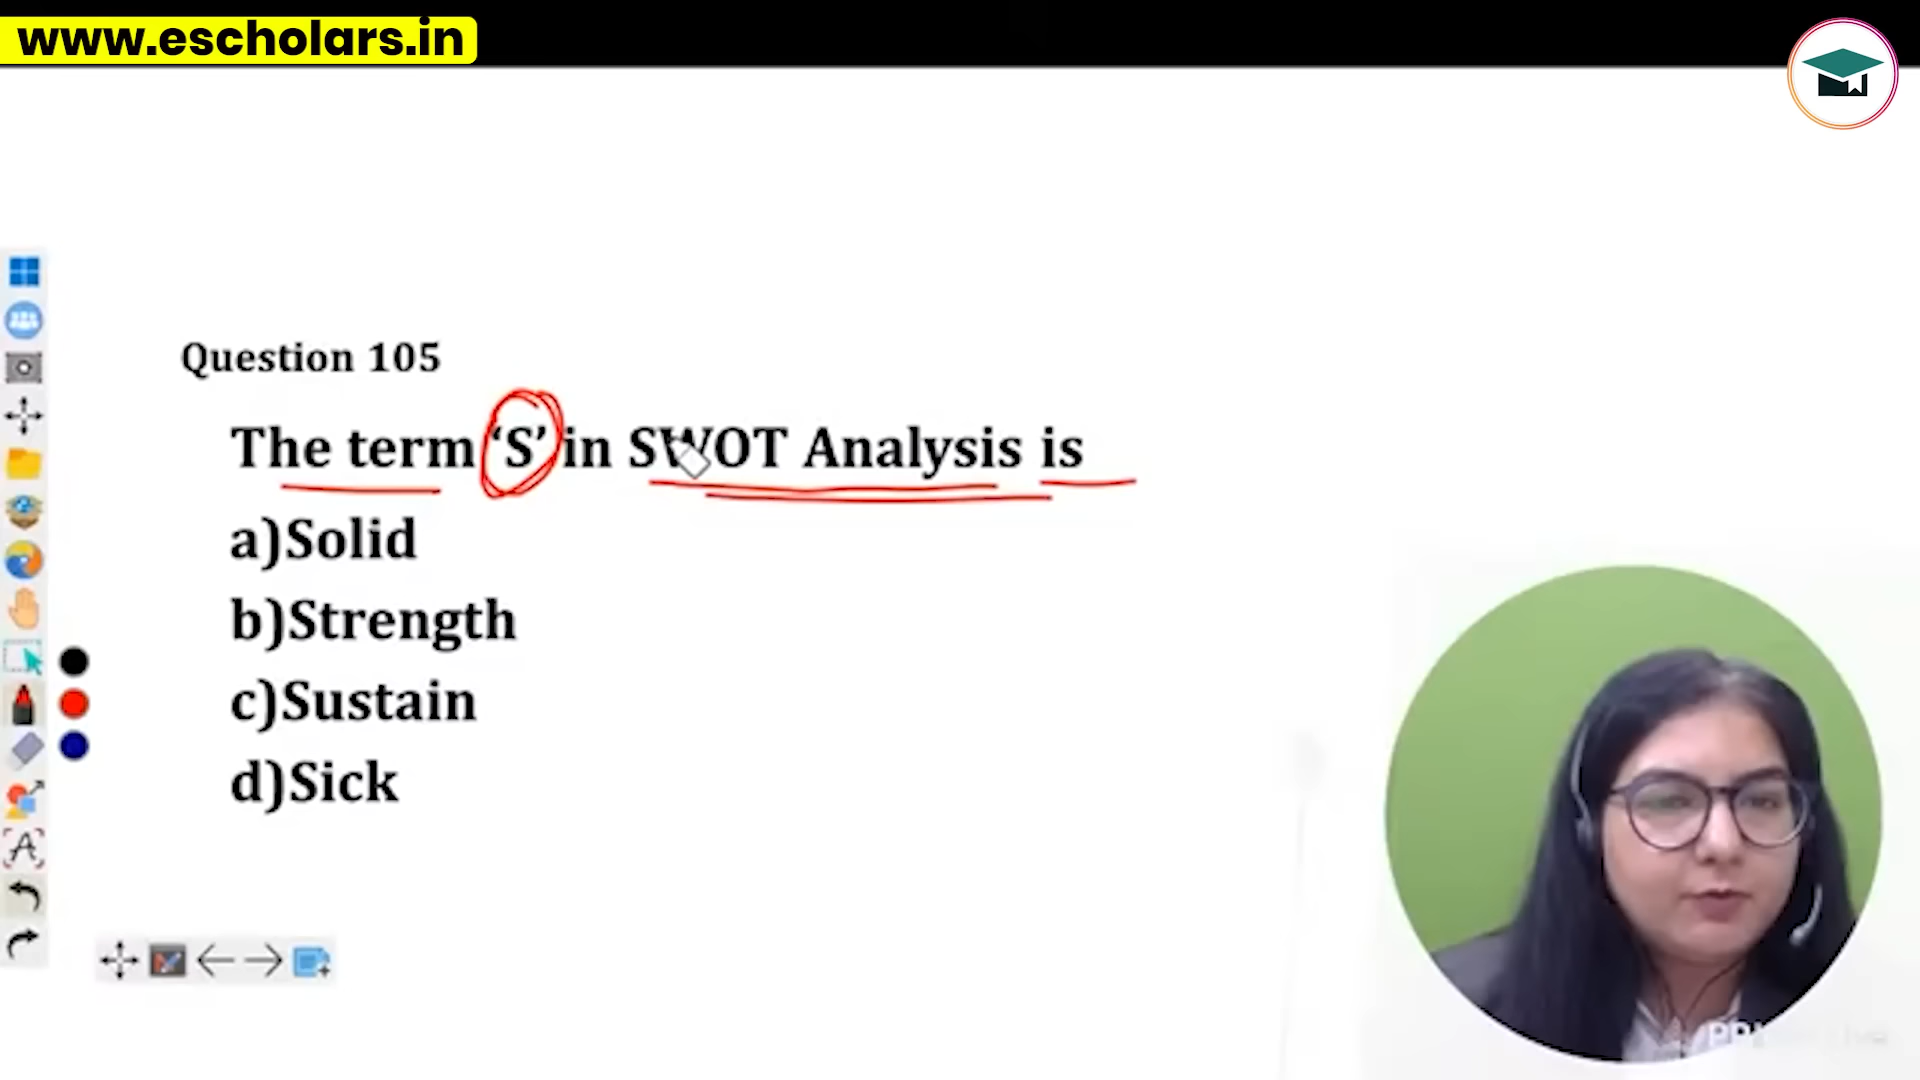 www.escholars.in
Question 105
The term ‘S’ in SWOT Analysis is
a)Solid
b)Strength
c)Sustain
d)Sick